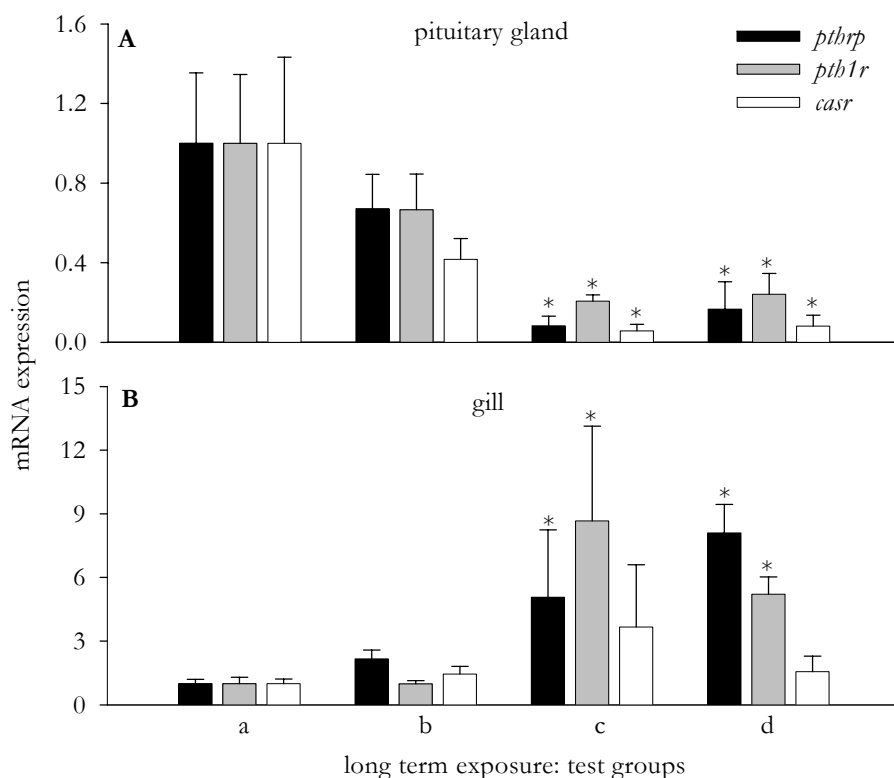 A
pituitary gland
pthrp
pth1r
casr
1.6
1.2
0.8
0.4
0.0
* * * * * *
mRNA expression
B
gill
15
12
9
6
3
0
* * * *
a b c d
long term exposure: test groups